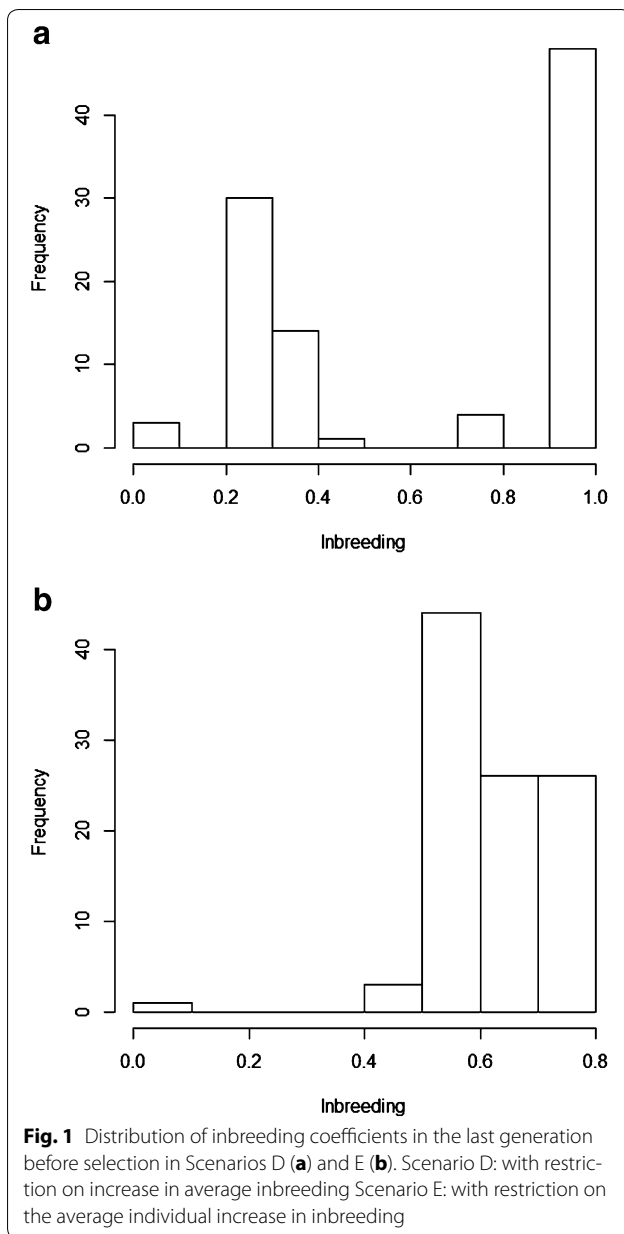 a
40
30
20
10
0
Frequency
0.0 0.2 0.4 0.6 0.8 1.0
Inbreeding
b
40
30
20
10
0
Frequency
0.0 0.2 0.4 0.6 0.8
Inbreeding
Fig. 1 Distribution of inbreeding coefficients in the last generation
before selection in Scenarios D (a) and E (b). Scenario D: with restric-
tion on increase in average inbreeding Scenario E: with restriction on
the average individual increase in inbreeding